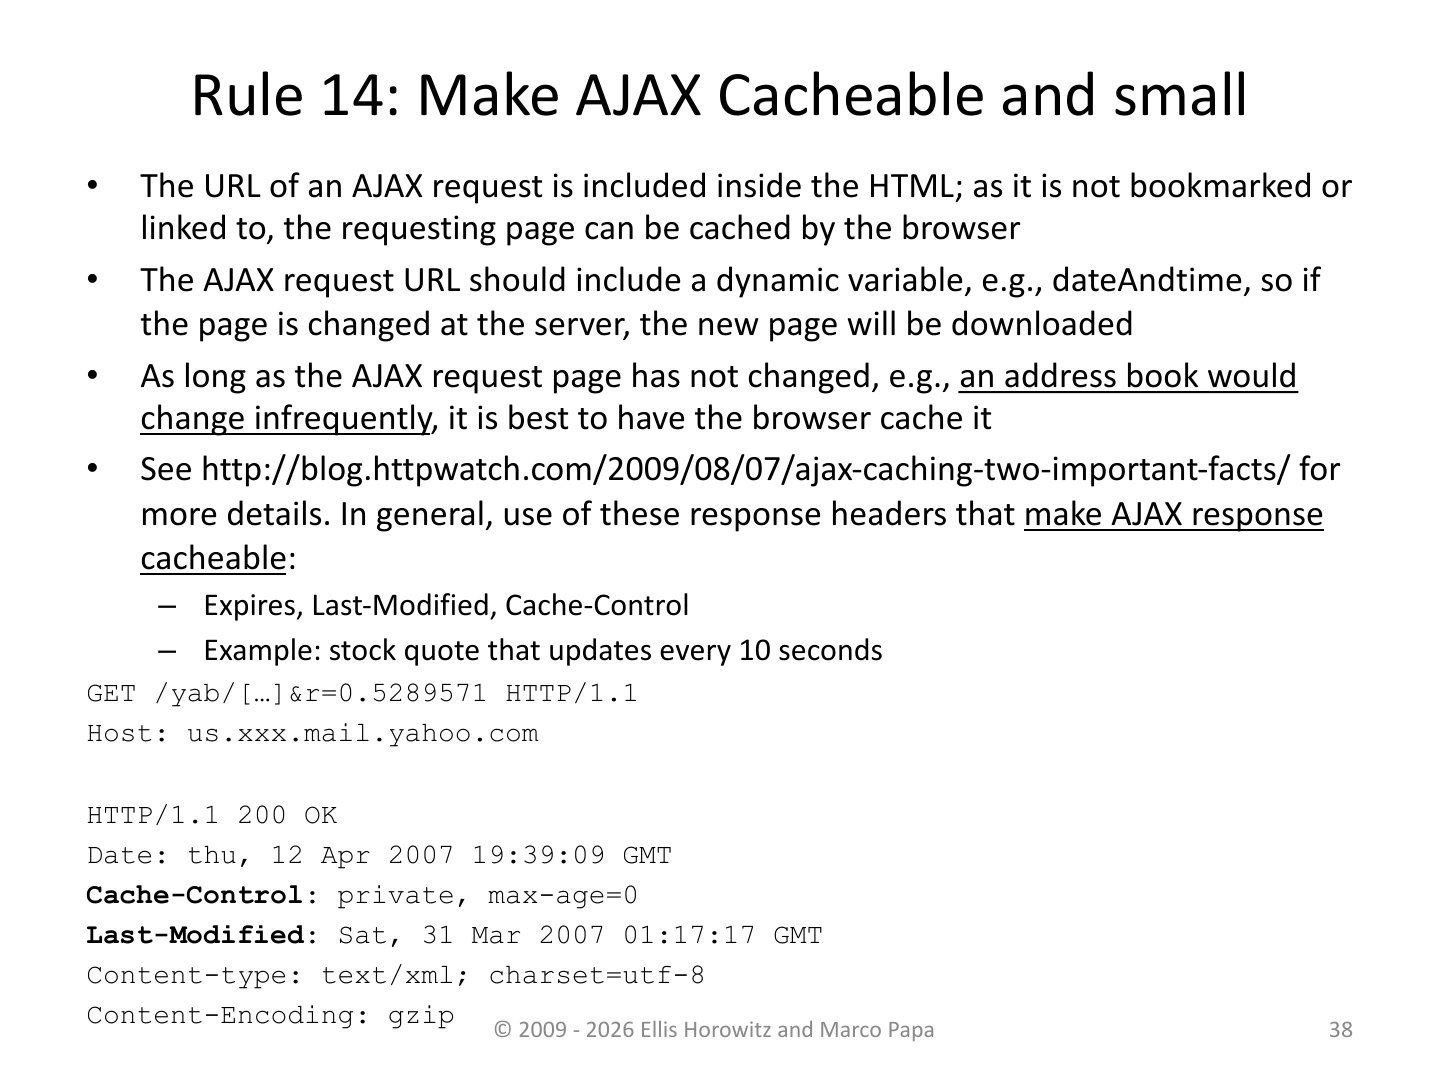 Rule 14: Make AJAX Cacheable and small
• The URL of an AJAX request is included inside the HTML; as it is not bookmarked or
linked to, the requesting page can be cached by the browser
• The AJAX request URL should include a dynamic variable, e.g., dateAndtime, so if
the page is changed at the server, the new page will be downloaded
• As long as the AJAX request page has not changed, e.g., an address book would
change infrequently, it is best to have the browser cache it
• See http://blog.httpwatch.com/2009/08/07/ajax-caching-two-important-facts/ for
more details. In general, use of these response headers that make AJAX response
cacheable:
– Expires, Last-Modified, Cache-Control
– Example: stock quote that updates every 10 seconds
GET /yab/[…]&r=0.5289571 HTTP/1.1
Host: us.xxx.mail.yahoo.com
HTTP/1.1 200 OK
Date: thu, 12 Apr 2007 19:39:09 GMT
Cache-Control: private, max-age=0
Last-Modified: Sat, 31 Mar 2007 01:17:17 GMT
Content-type: text/xml; charset=utf-8
Content-Encoding: gzip
© 2009 - 2026 Ellis Horowitz and Marco Papa
38